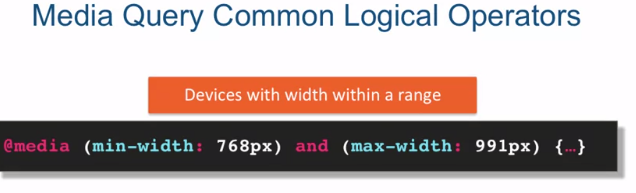 Media Query Common Logical Operators
Devices with width within a range
@media (min-width: 768px) and (max-width: 991px) {…}